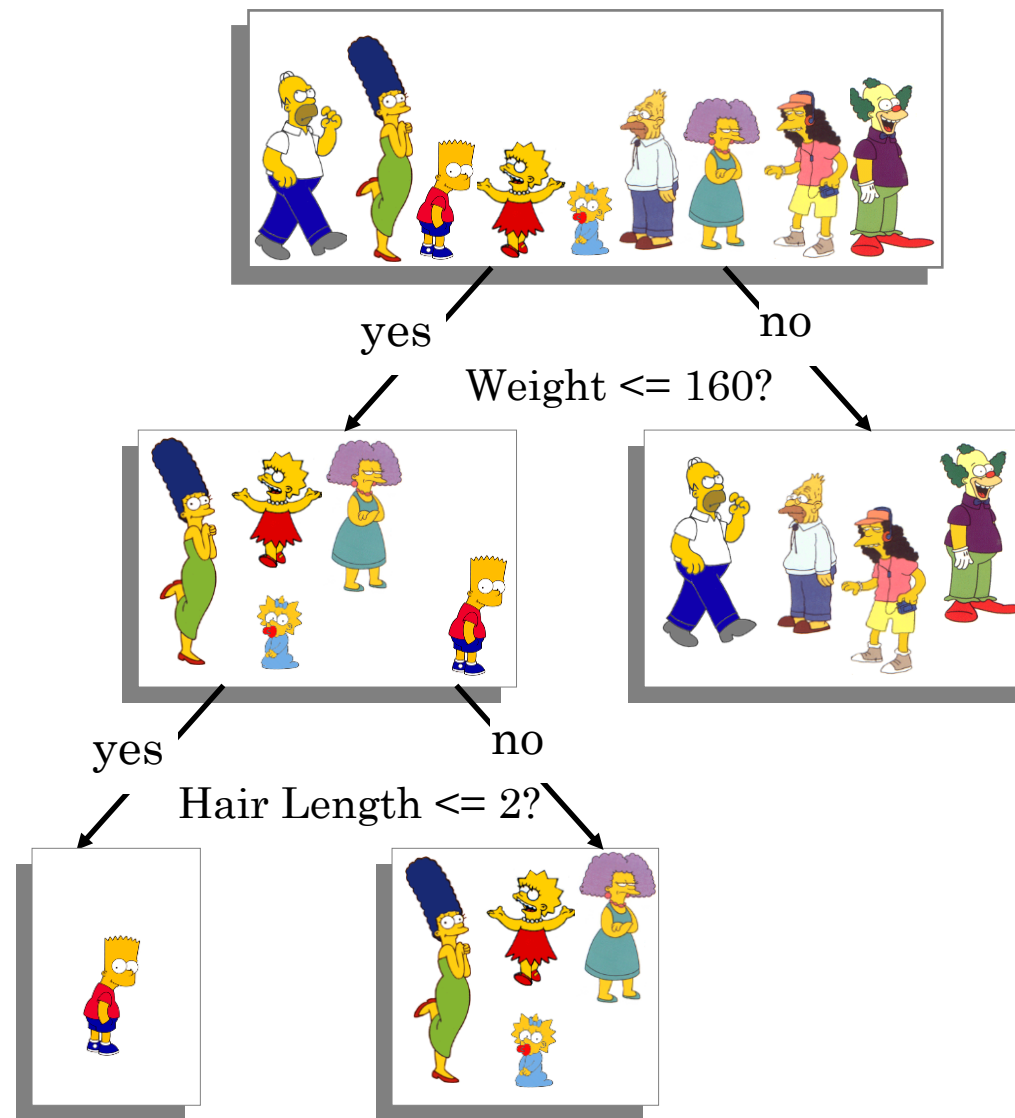 yes
no
Weight <= 160?
yes
no
Hair Length <= 2?